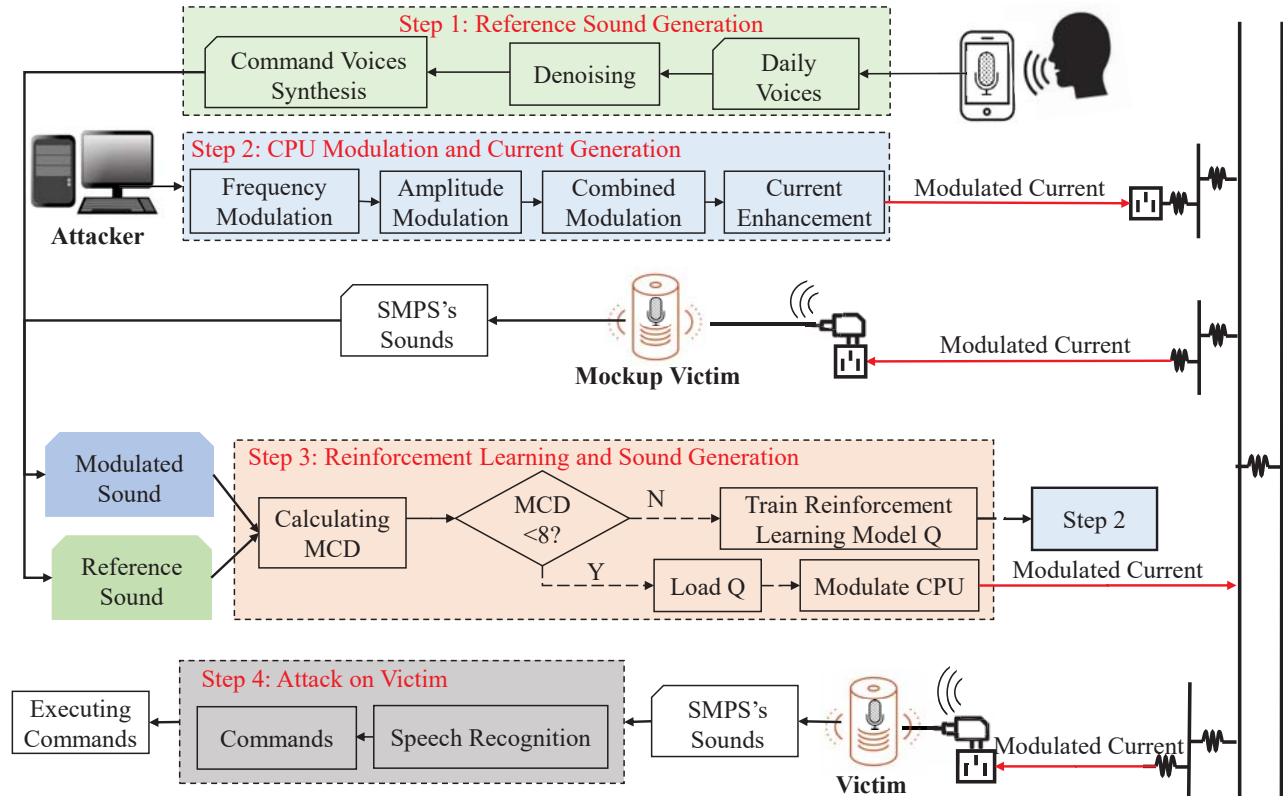 Step 1: Reference Sound Generation
Command Voices
Synthesis
Denoising
Daily
Voices
Attacker
Step 2: CPU Modulation and Current Generation
Frequency
Modulation
Amplitude
Modulation
Combined
Modulation
Current
Enhancement
Modulated Current
SMPS's
Sounds
Mockup Victim
Modulated Current
Modulated
Sound
Reference
Sound
Step 3: Reinforcement Learning and Sound Generation
Calculating
MCD
MCD
<8?
N
Train Reinforcement
Learning Model Q
Step 2
Y
Load Q
Modulate CPU
Modulated Current
Executing
Commands
Step 4: Attack on Victim
Commands
Speech Recognition
SMPS's
Sounds
Victim
Modulated Current